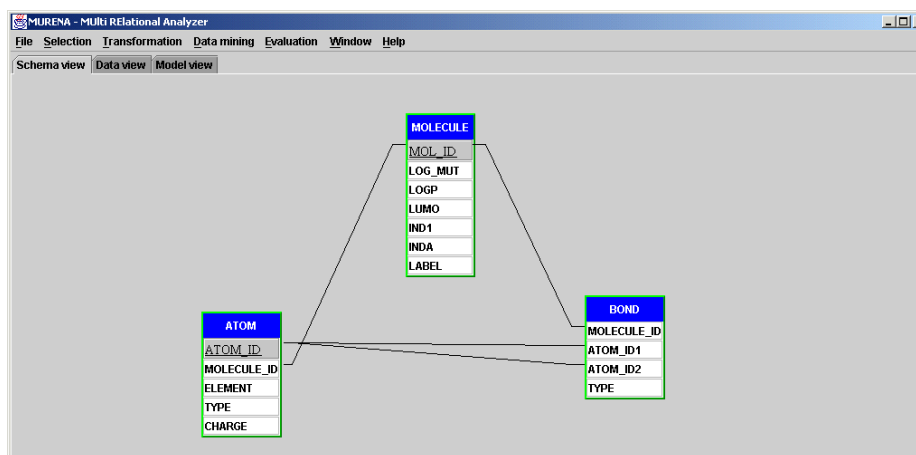 MURENA - MUlti RElational Analyzer
File Selection Transformation Data mining Evaluation Window Help
Schema view Data view Model view
MOLECULE
MOL_ID
LOG_MUT
LOGP
LUMO
IND1
INDA
LABEL
ATOM
ATOM_ID
MOLECULE_ID
ELEMENT
TYPE
CHARGE
BOND
MOLECULE_ID
ATOM_ID1
ATOM_ID2
TYPE